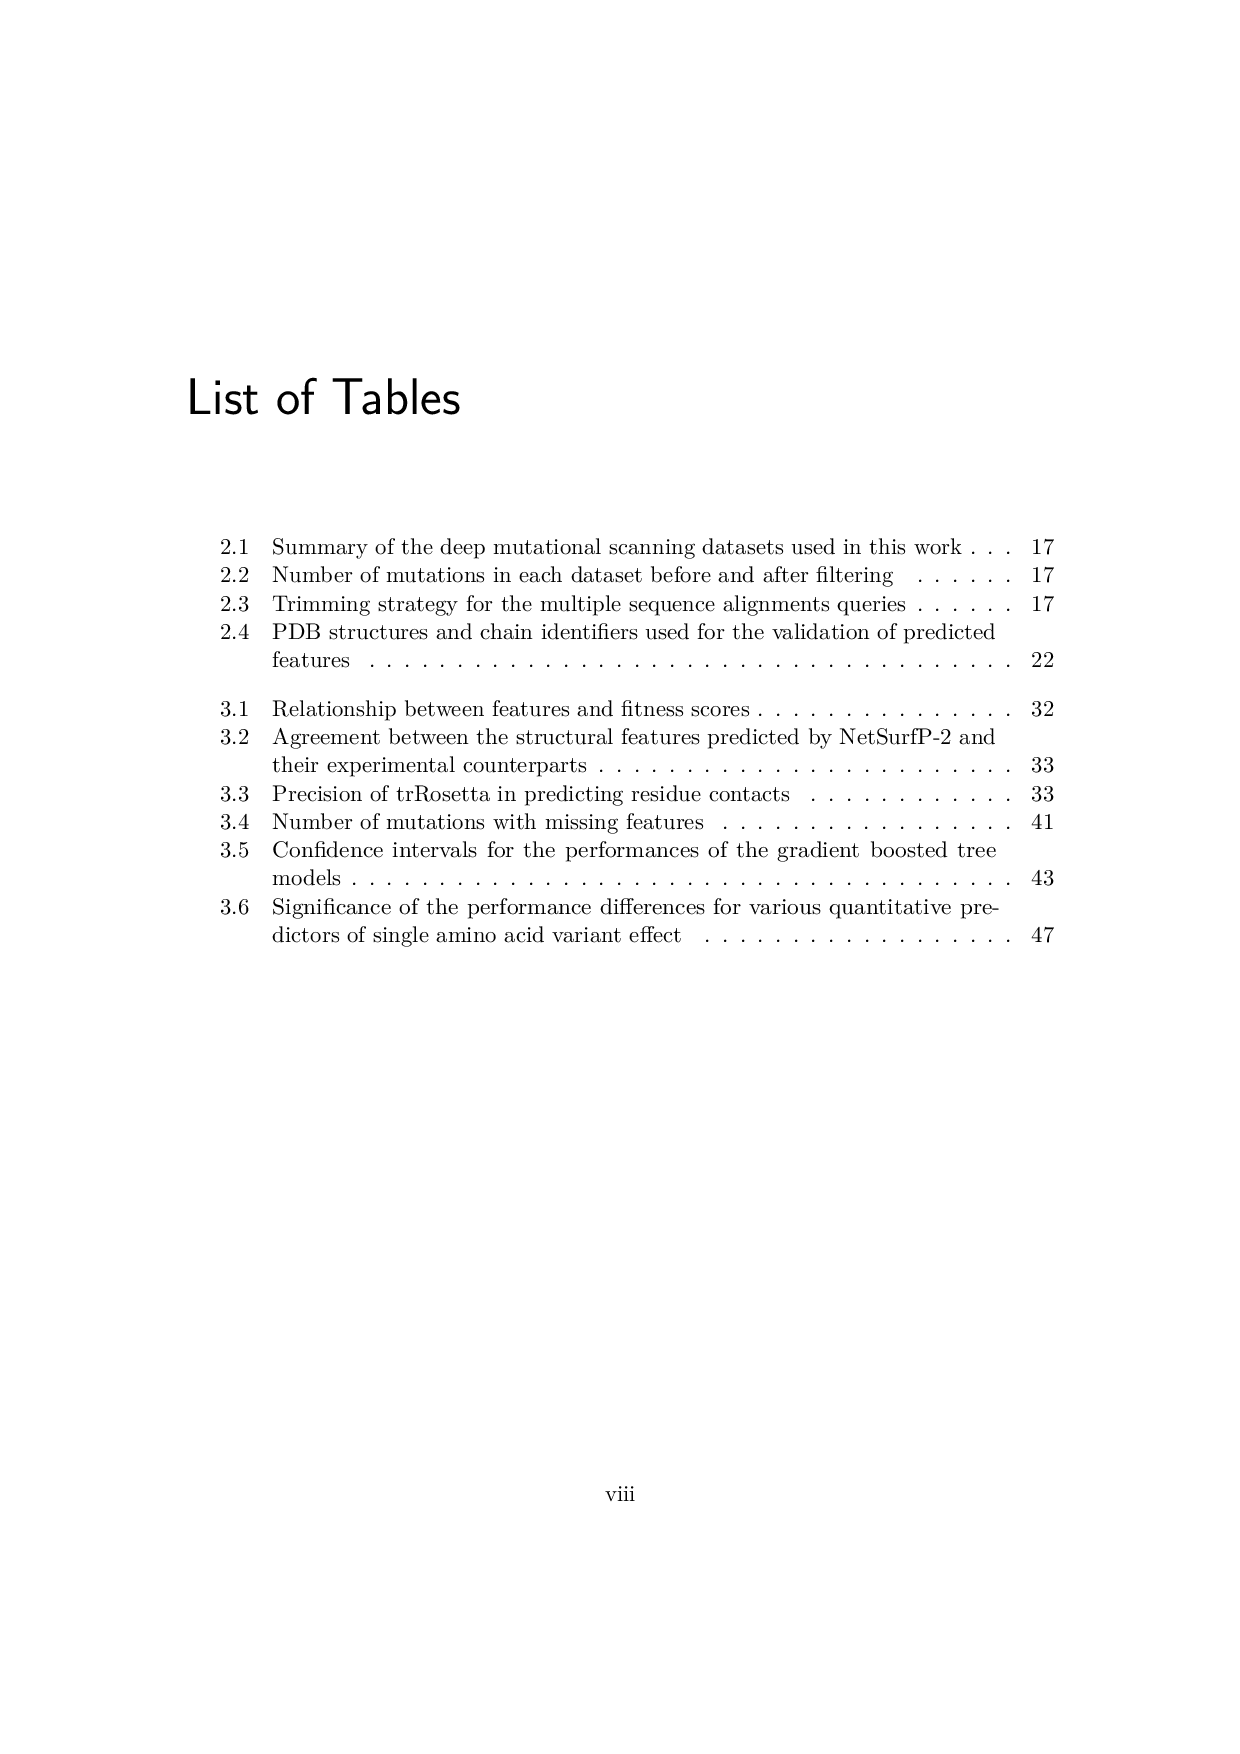 List of Tables
2.1 Summary of the deep mutational scanning datasets used in this work . . . 17
2.2 Number of mutations in each dataset before and after filtering . . . . . . 17
2.3 Trimming strategy for the multiple sequence alignments queries . . . . . . 17
2.4 PDB structures and chain identifiers used for the validation of predicted
features . . . . . . . . . . . . . . . . . . . . . . . . . . . . . . . . . . . . . 22
3.1 Relationship between features and fitness scores . . . . . . . . . . . . . . . 32
3.2 Agreement between the structural features predicted by NetSurfP-2 and
their experimental counterparts . . . . . . . . . . . . . . . . . . . . . . . . 33
3.3 Precision of trRosetta in predicting residue contacts . . . . . . . . . . . . 33
3.4 Number of mutations with missing features . . . . . . . . . . . . . . . . . 41
3.5 Confidence intervals for the performances of the gradient boosted tree
models . . . . . . . . . . . . . . . . . . . . . . . . . . . . . . . . . . . . . . 43
3.6 Significance of the performance differences for various quantitative pre-
dictors of single amino acid variant effect . . . . . . . . . . . . . . . . . . 47
viii